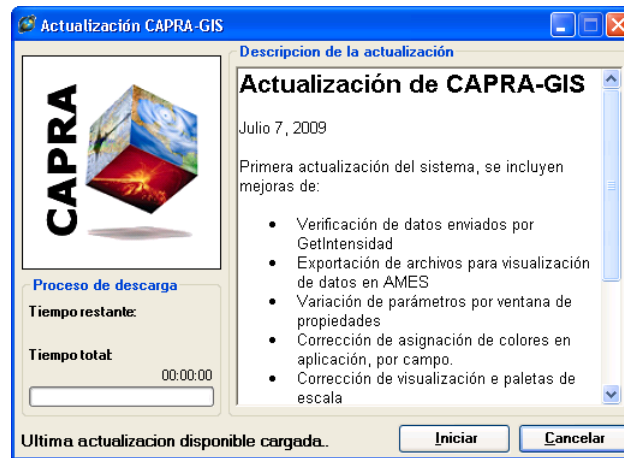 Actualización CAPRA-GIS
CAPRA
Descripcion de la actualización
Actualización de CAPRA-GIS
Julio 7, 2009
Primera actualización del sistema, se incluyen
mejoras de:
• Verificación de datos enviados por
GetIntensidad
• Exportación de archivos para visualización
de datos en AMES
• Variación de parámetros por ventana de
propiedades
• Corrección de asignación de colores en
aplicación, por campo.
• Corrección de visualización e paletas de
escala
Proceso de descarga
Tiempo restante:
Tiempo total:
00:00:00
Ultima actualizacion disponible cargada..
Iniciar
Cancelar